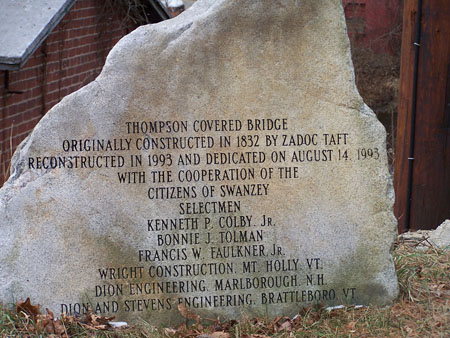 THOMPSON COVERED BRIDGE
ORIGINALLY CONSTRUCTED IN 1832 BY ZADOC TAFT
RECONSTRUCTED IN 1993 AND DEDICATED ON AUGUST 14, 1993
WITH THE COOPERATION OF THE
CITIZENS OF SWANZEY
SELECTMEN
KENNETH P. COLBY, JR.
BONNIE J. TOLMAN
FRANCIS W. FAULKNER, JR.
WRIGHT CONSTRUCTION, MT. HOLLY, VT.
DION ENGINEERING, MARLBOROUGH, N.H.
DION AND STEVENS ENGINEERING, BRATTLEBORO, VT.